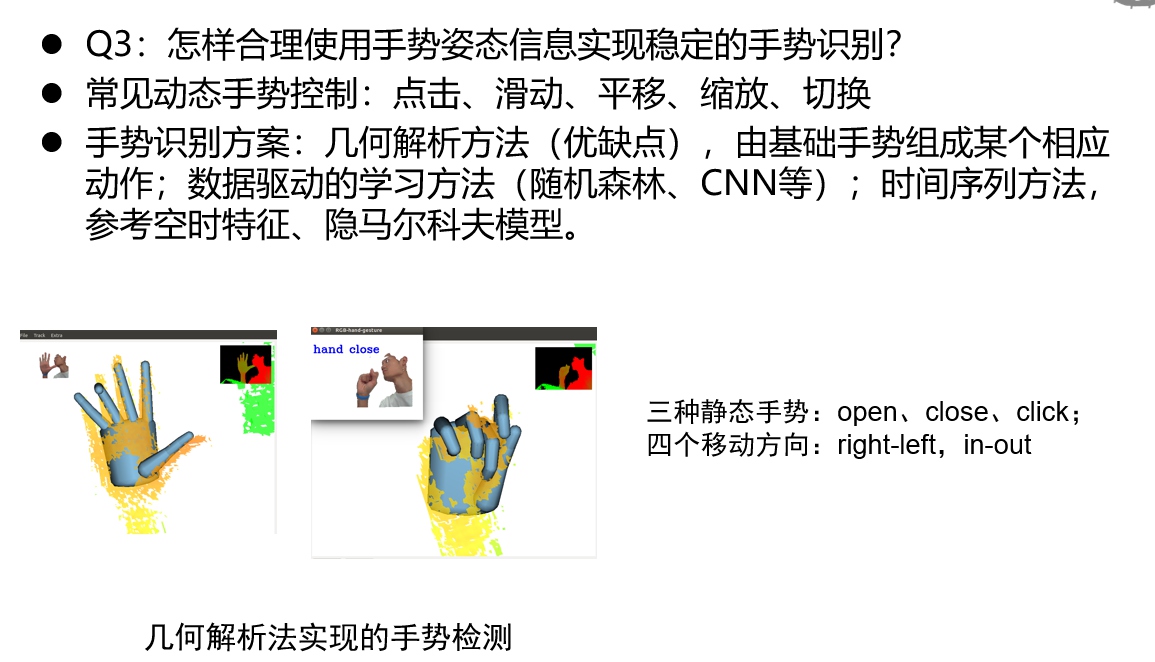 ● Q3：怎样合理使用手势姿态信息实现稳定的手势识别？
● 常见动态手势控制：点击、滑动、平移、缩放、切换
● 手势识别方案：几何解析方法（优缺点），由基础手势组成某个相应
动作；数据驱动的学习方法（随机森林、CNN等）；时间序列方法，
参考空时特征、隐马尔科夫模型。
File Track Extra
RGB-hand-gesture
hand close
三种静态手势：open、close、click；
四个移动方向：right-left，in-out
几何解析法实现的手势检测